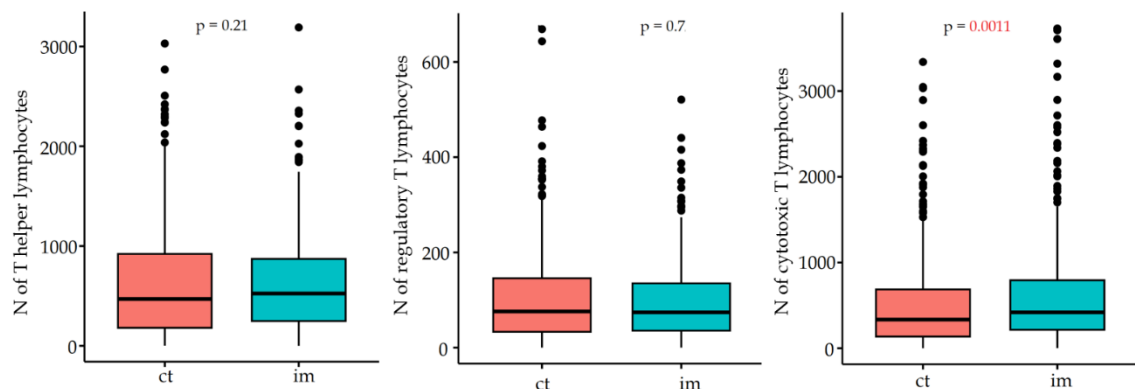 p = 0.21
N of T helper lymphocytes
3000
2000
1000
0
ct im
p = 0.7
N of regulatory T lymphocytes
600
400
200
0
ct im
p = 0.0011
N of cytotoxic T lymphocytes
3000
2000
1000
0
ct im